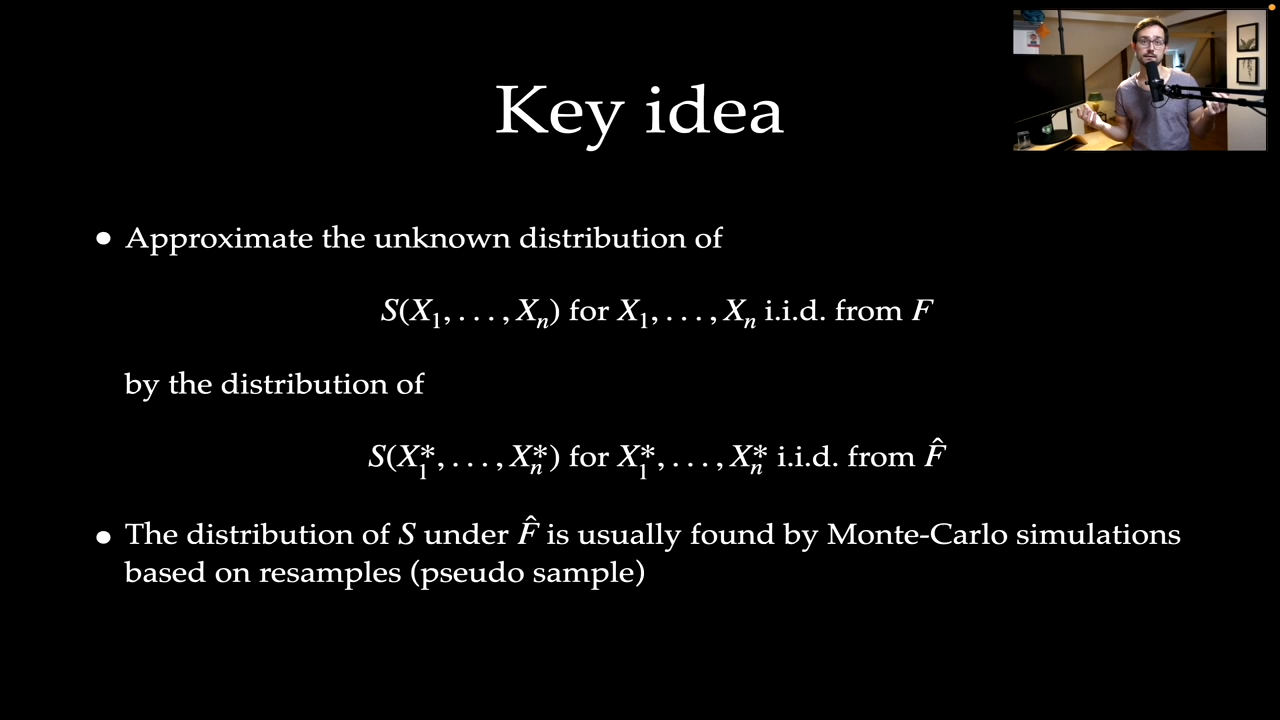 Key idea
• Approximate the unknown distribution of
S(X₁, . . . , Xₙ) for X₁, . . . , Xₙ i.i.d. from F
by the distribution of
S(X₁*, . . . , Xₙ*) for X₁*, . . . , Xₙ* i.i.d. from F̂
• The distribution of S under F̂ is usually found by Monte-Carlo simulations
based on resamples (pseudo sample)